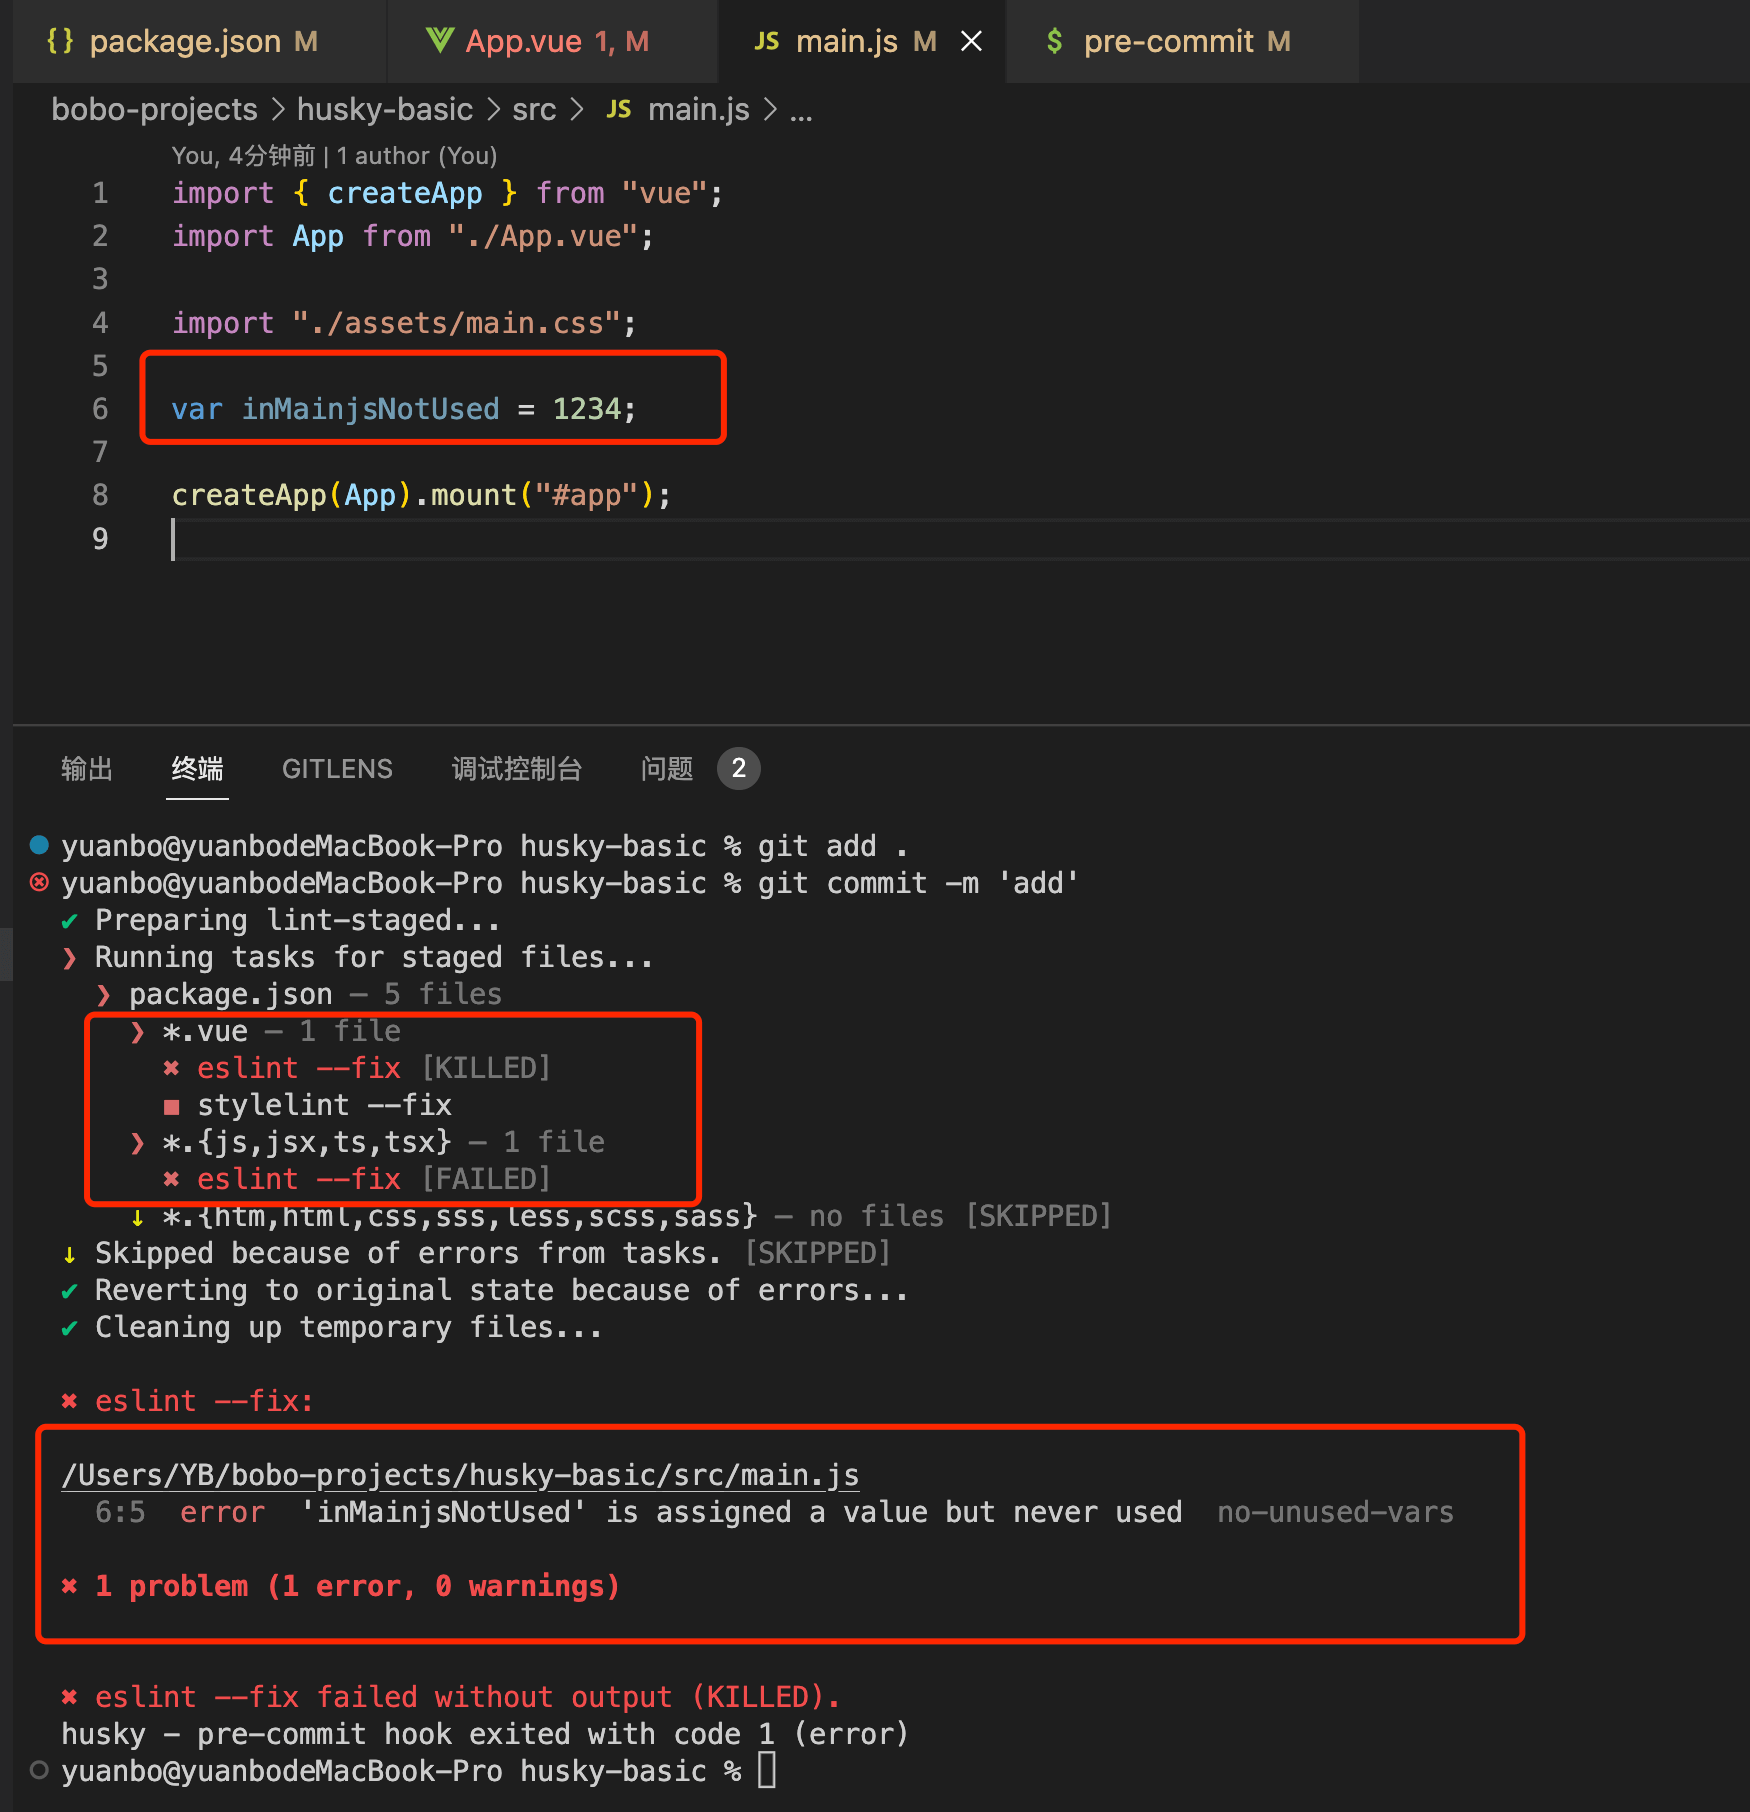 {} package.json M App.vue 1, M JS main.js M × $ pre-commit M
bobo-projects > husky-basic > src > JS main.js > ...
You, 4分钟前 | 1 author (You)
1 import { createApp } from "vue";
2 import App from "./App.vue";
3
4 import "./assets/main.css";
5
6 var inMainjsNotUsed = 1234;
7
8 createApp(App).mount("#app");
9
输出 终端 GITLENS 调试控制台 问题 2
yuanbo@yuanbodeMacBook-Pro husky-basic % git add .
yuanbo@yuanbodeMacBook-Pro husky-basic % git commit -m 'add'
✔ Preparing lint-staged...
❯ Running tasks for staged files...
❯ package.json — 5 files
❯ *.vue — 1 file
✖ eslint --fix [KILLED]
■ stylelint --fix
❯ *.{js,jsx,ts,tsx} — 1 file
✖ eslint --fix [FAILED]
↓ *.{htm,html,css,sss,less,scss,sass} — no files [SKIPPED]
↓ Skipped because of errors from tasks. [SKIPPED]
✔ Reverting to original state because of errors...
✔ Cleaning up temporary files...
✖ eslint --fix:
/Users/YB/bobo-projects/husky-basic/src/main.js
6:5 error 'inMainjsNotUsed' is assigned a value but never used no-unused-vars
✖ 1 problem (1 error, 0 warnings)
✖ eslint --fix failed without output (KILLED).
husky - pre-commit hook exited with code 1 (error)
yuanbo@yuanbodeMacBook-Pro husky-basic %